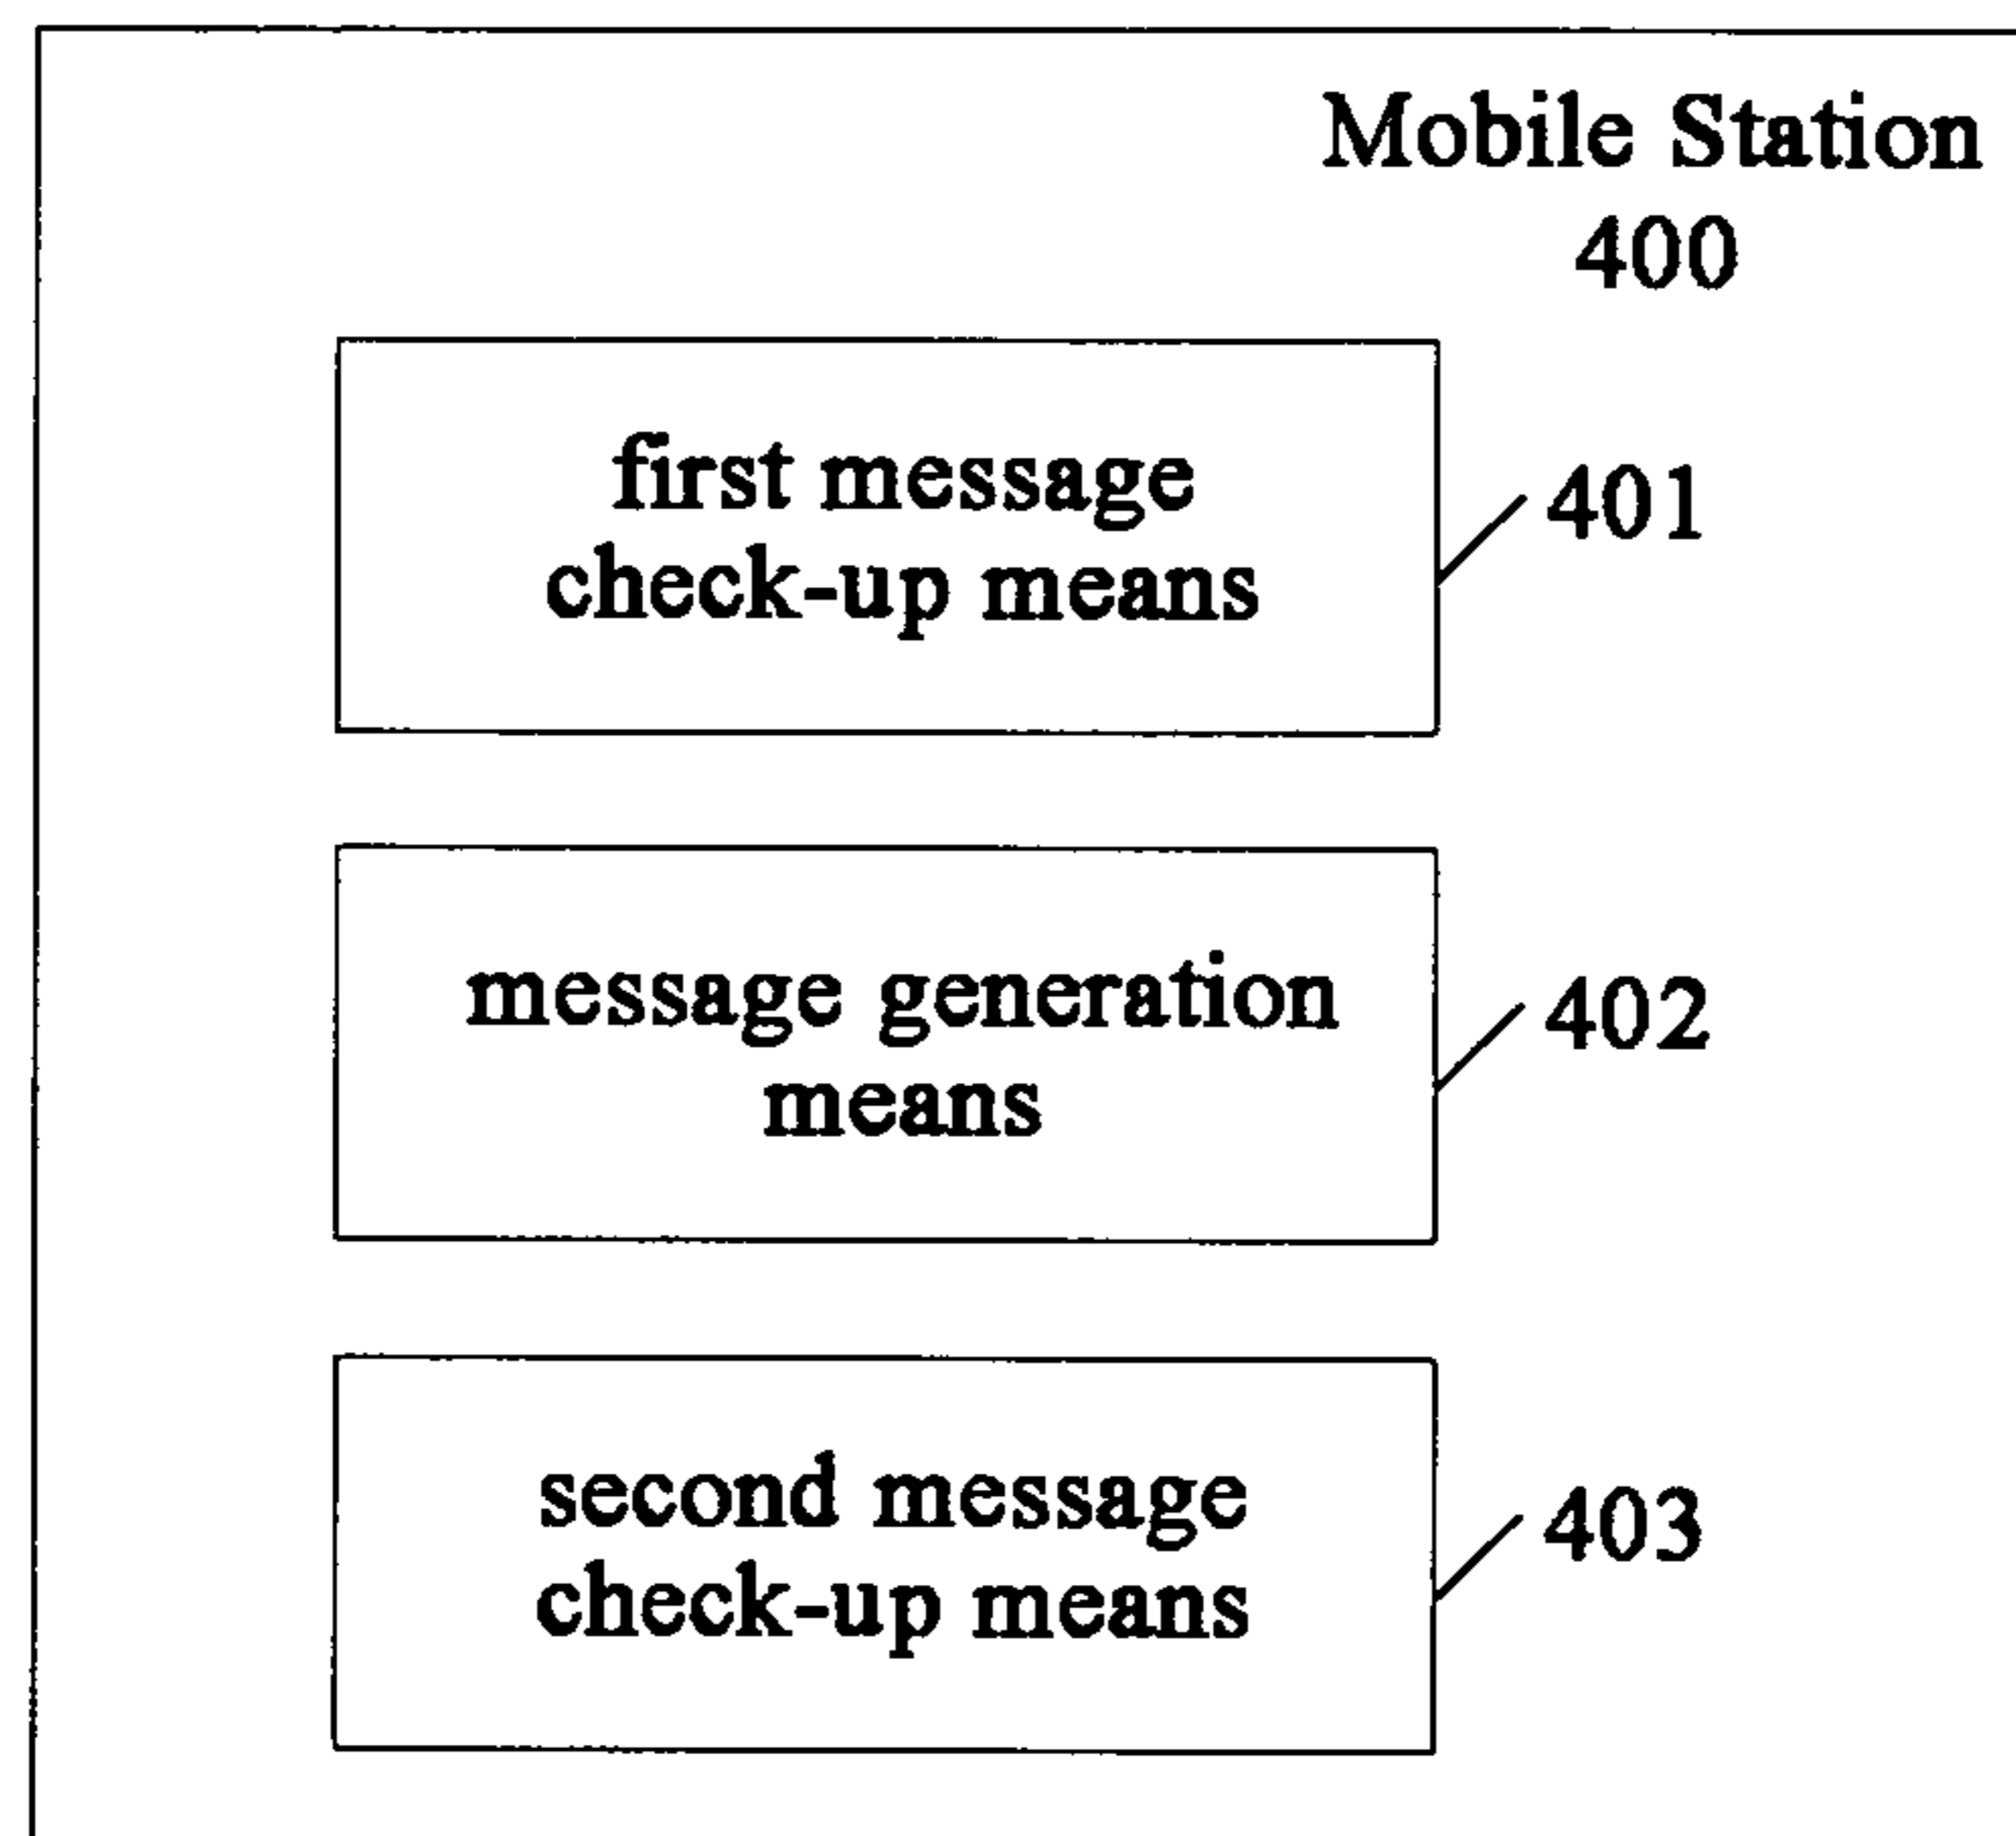 Mobile Station
400
first message
check-up means
401
message generation
means
402
second message
check-up means
403